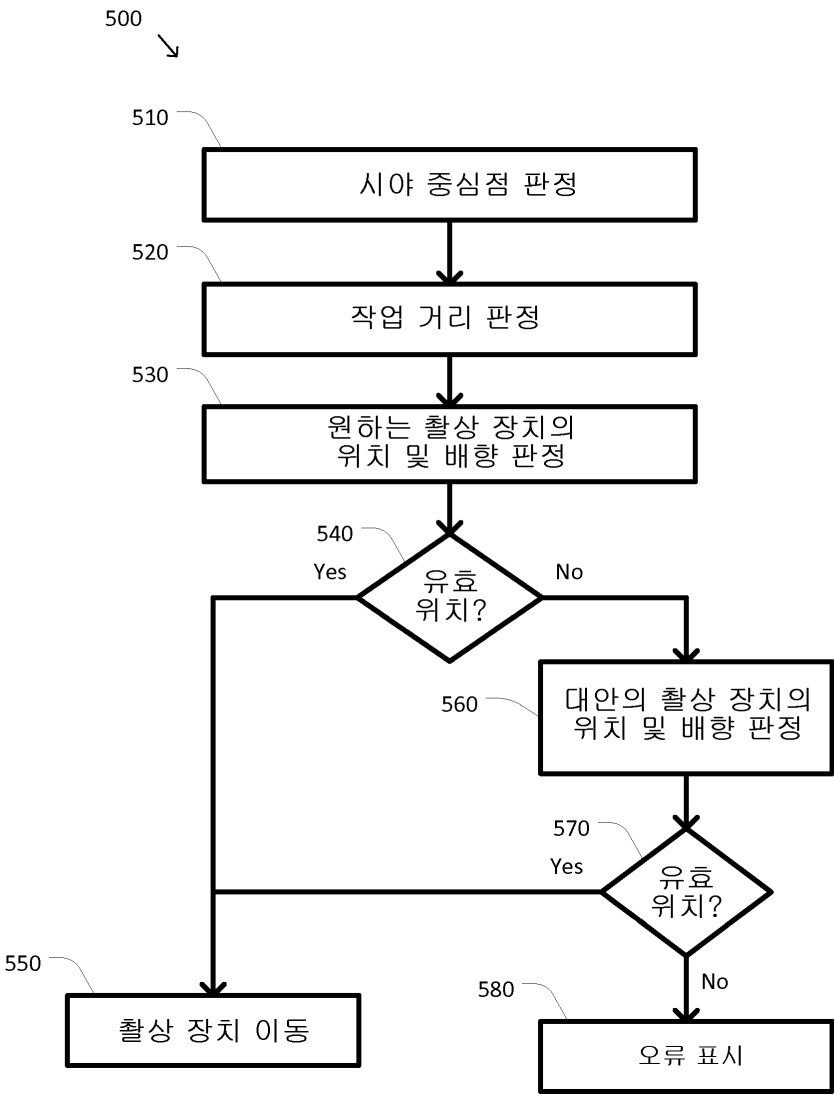 500
510
시야 중심점 판정
520
작업 거리 판정
530
원하는 촬상 장치의
위치 및 배향 판정
540
Yes
No
유효
위치?
560
대안의 촬상 장치의
위치 및 배향 판정
570
Yes
유효
위치?
550
No
580
촬상 장치 이동
오류 표시